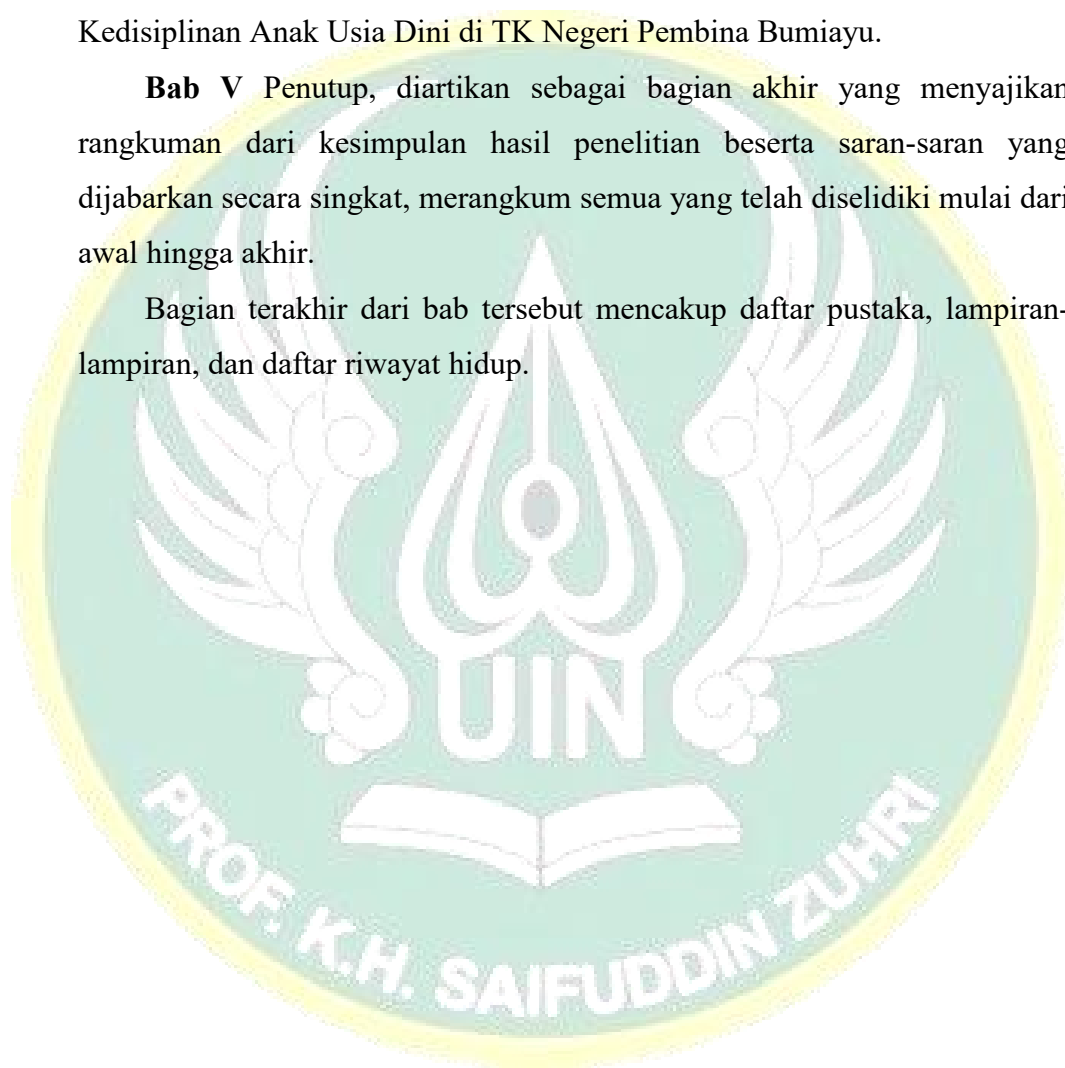 Kedisiplinan Anak Usia Dini di TK Negeri Pembina Bumiayu.
Bab V Penutup, diartikan sebagai bagian akhir yang menyajikan
rangkuman dari kesimpulan hasil penelitian beserta saran-saran yang
dijabarkan secara singkat, merangkum semua yang telah diselidiki mulai dari
awal hingga akhir.
Bagian terakhir dari bab tersebut mencakup daftar pustaka, lampiran-
lampiran, dan daftar riwayat hidup.
UIN
PROF. K.H. SAIFUDDIN ZUHRI